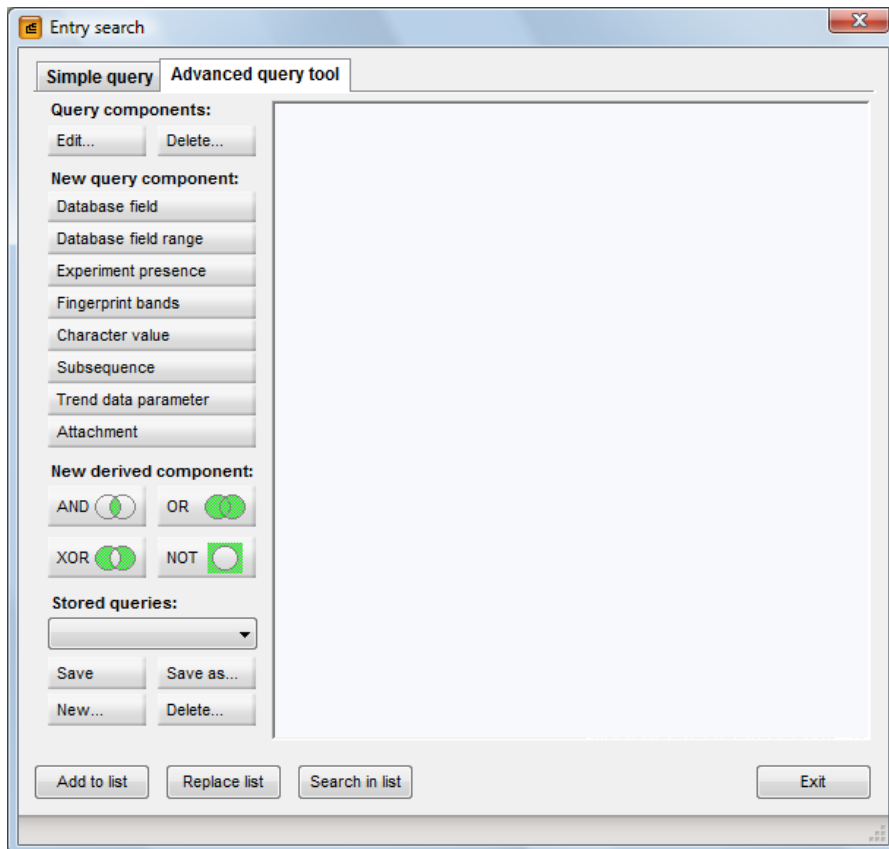 Entry search
Simple query Advanced query tool
Query components:
Edit... Delete...
New query component:
Database field
Database field range
Experiment presence
Fingerprint bands
Character value
Subsequence
Trend data parameter
Attachment
New derived component:
AND OR
XOR NOT
Stored queries:
Save Save as...
New... Delete...
Add to list Replace list Search in list Exit